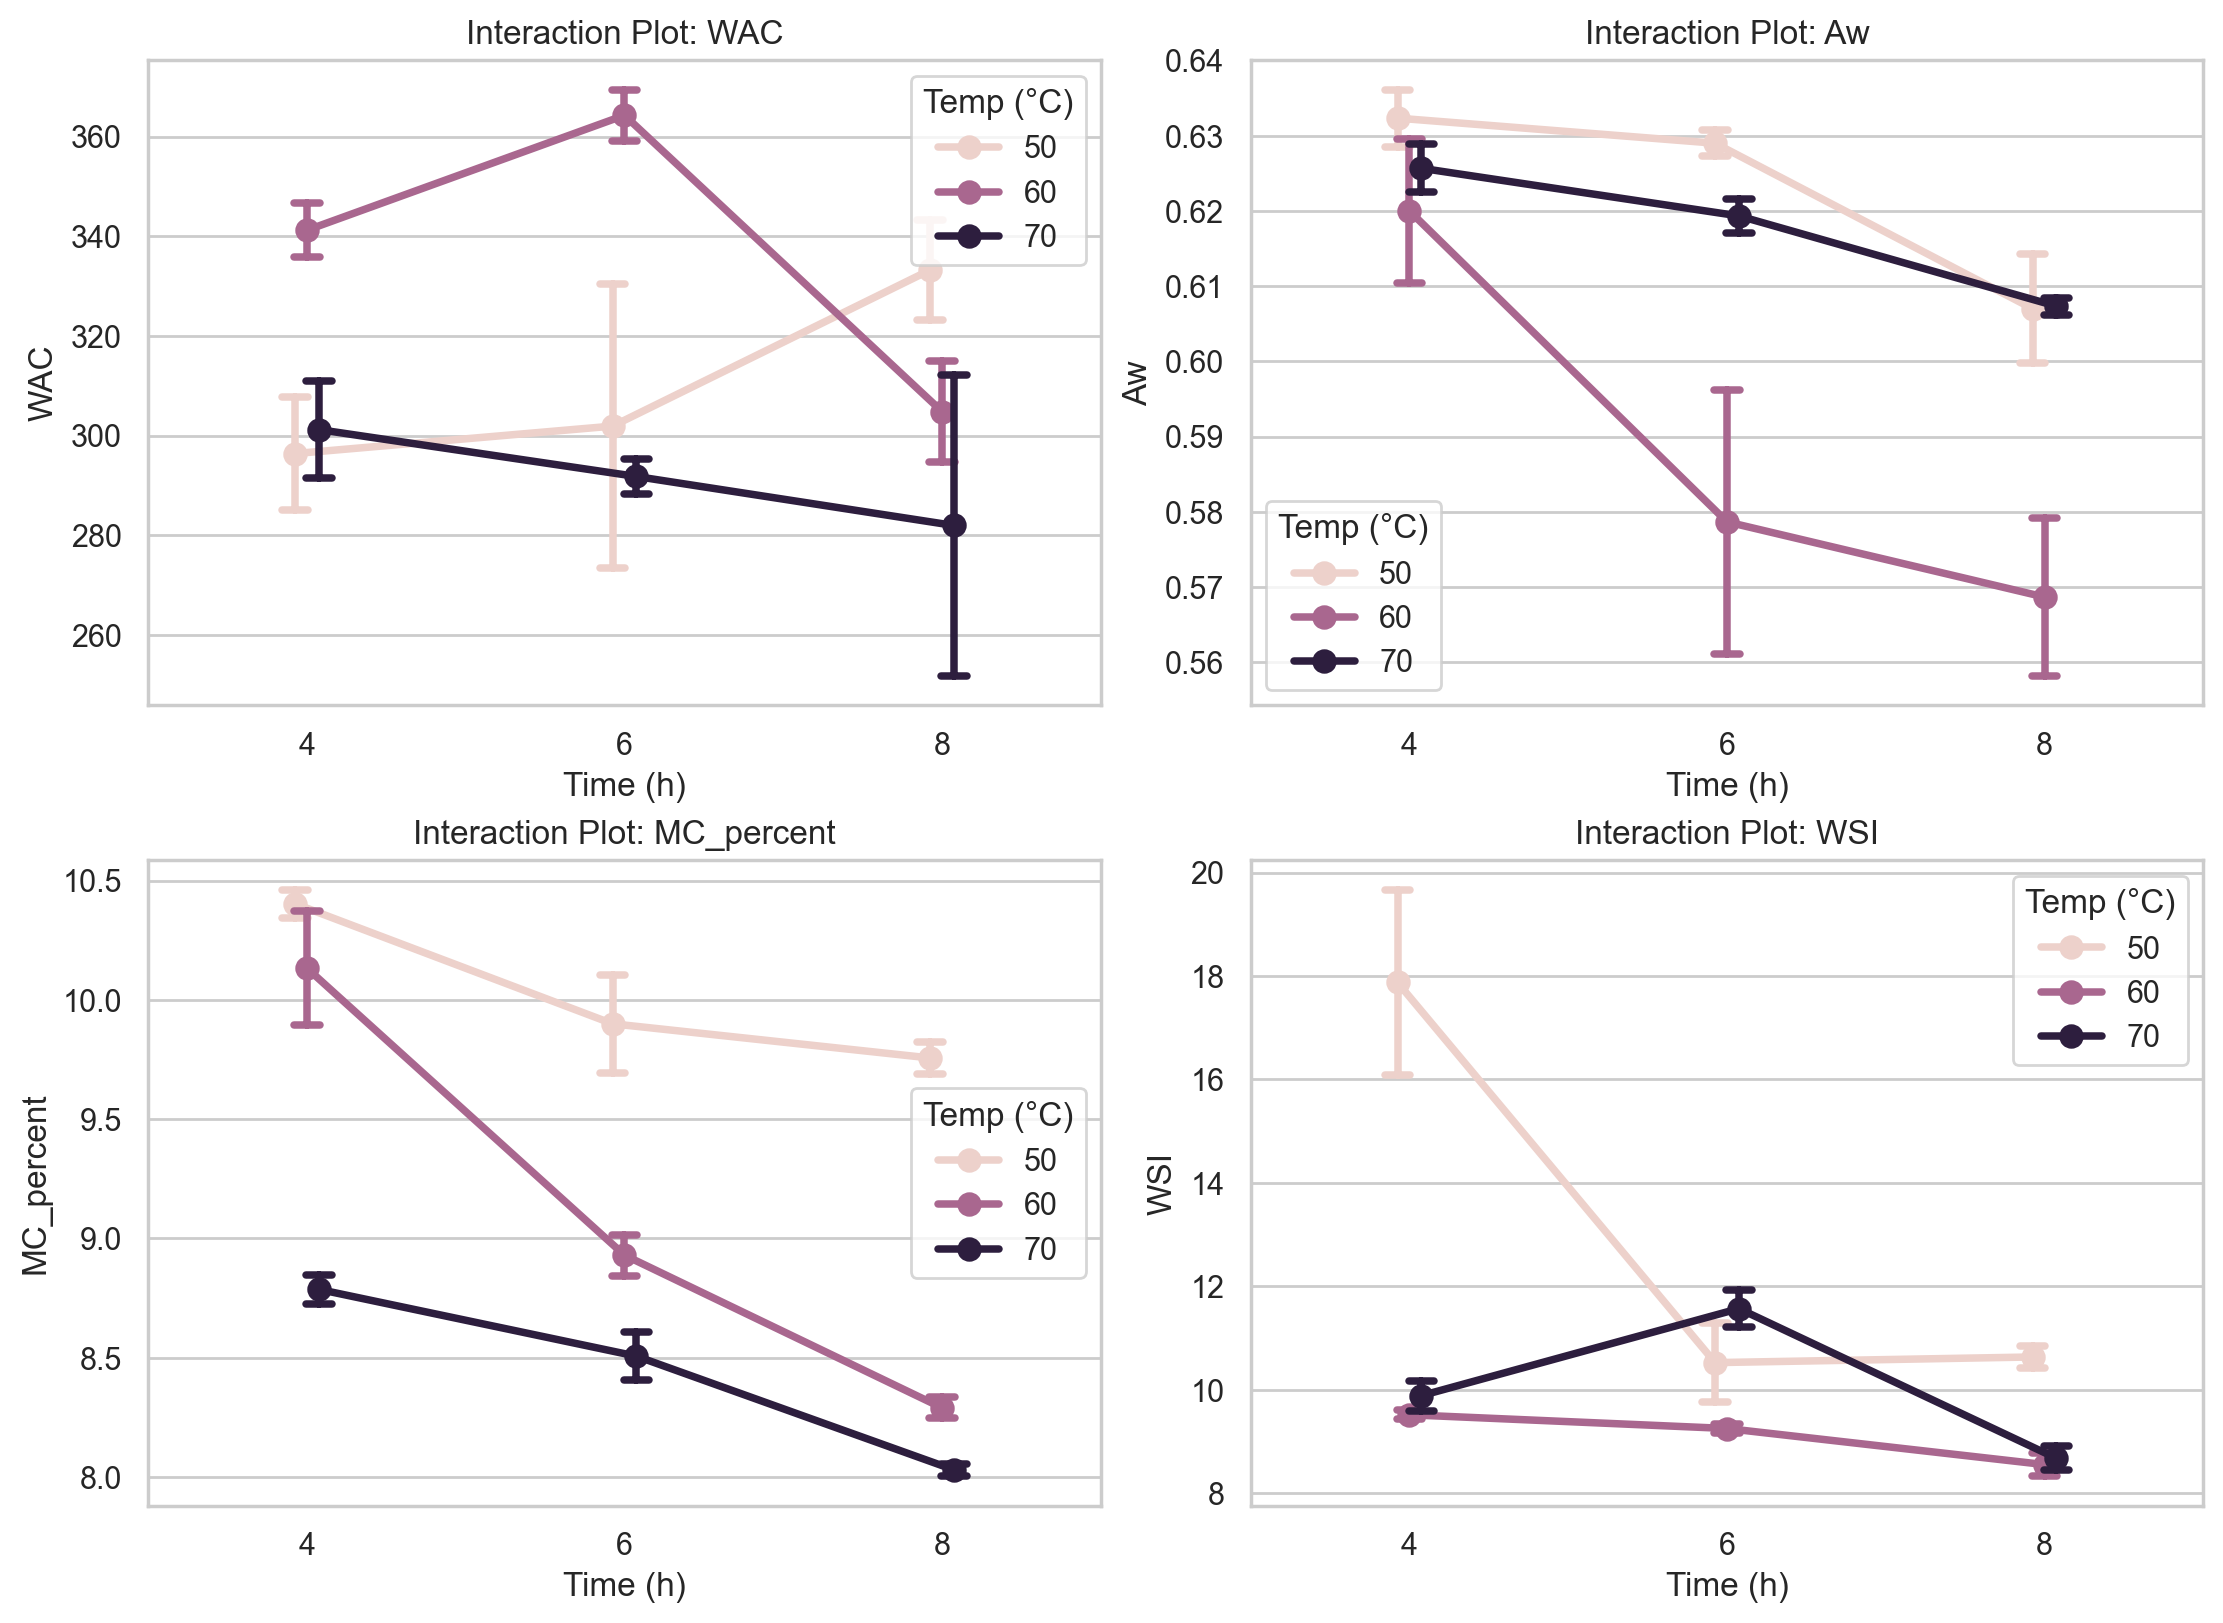 Interaction Plot: WAC
WAC
360
340
320
300
280
260
4 6 8
Time (h)
Temp (°C)
50
60
70
Interaction Plot: Aw
Aw
0.64
0.63
0.62
0.61
0.60
0.59
0.58
0.57
0.56
4 6 8
Time (h)
Temp (°C)
50
60
70
Interaction Plot: MC_percent
MC_percent
10.5
10.0
9.5
9.0
8.5
8.0
4 6 8
Time (h)
Temp (°C)
50
60
70
Interaction Plot: WSI
WSI
20
18
16
14
12
10
8
4 6 8
Time (h)
Temp (°C)
50
60
70